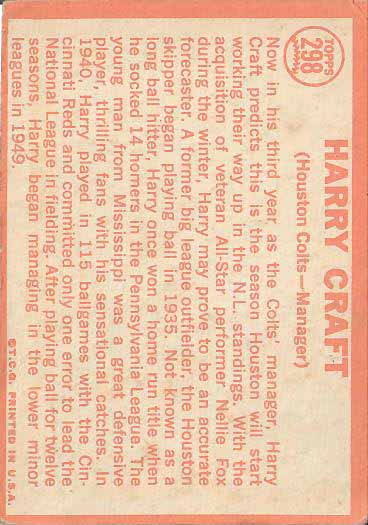 TOPPS
298
HARRY CRAFT
(Houston Colts—Manager)
Now in his third year as the Colts' manager, Harry
Craft predicts this is the season Houston will start
working their way up in the N.L. standings. With the
acquisition of veteran All-Star performer Nellie Fox
during the winter, Harry may prove to be an accurate
forecaster. A former big league outfielder, the Houston
skipper began playing ball in 1935. Not known as a
long ball hitter, Harry once won a home run title when
he socked 14 homers in the Pennsylvania League. The
young man from Mississippi was a great defensive
player, thrilling fans with his sensational catches. In
1940, Harry played in 115 ballgames with the Cin-
cinnati Reds and committed only one error to lead the
National League in fielding. After playing ball for twelve
seasons, Harry began managing in the lower minor
leagues in 1949.
©T.C.G. PRINTED IN U.S.A.